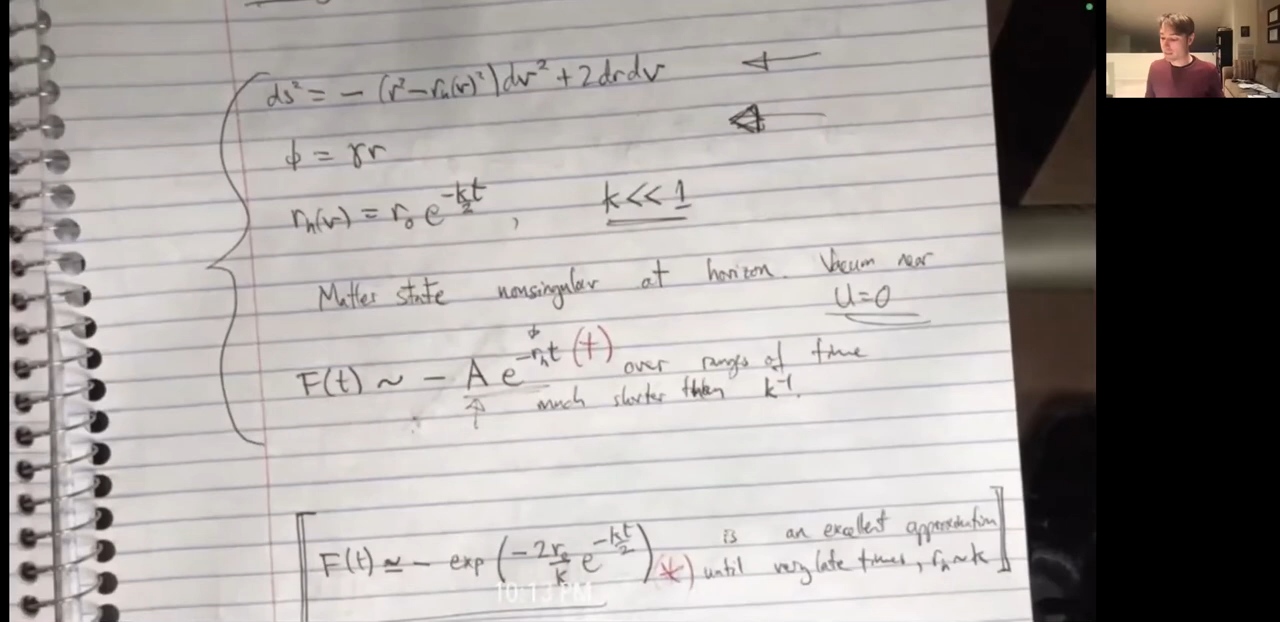 ds² = - (r² - rₕ(v)²) dv² + 2drdv
ϕ = γr
rₕ(v) = r₀ e^{-kt/2} , k << 1
Matter state nonsingular at horizon. Vacuum near
U=0
F(t) ~ - A e^{-rₕt} (t) over ranges of time
much shorter then k⁻¹.
F(t) ≃ - exp (-2r₀/k e^{-kt/2}) (*) is an excellent approximation
until very late times, rₕ~k
10:13 PM